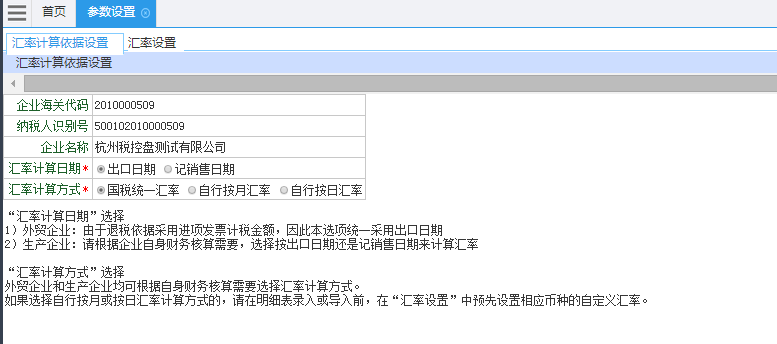 首页 参数设置
汇率计算依据设置 汇率设置
汇率计算依据设置
企业海关代码 2010000509
纳税人识别号 500102010000509
企业名称 杭州税控盘测试有限公司
汇率计算日期* 出口日期 记销售日期
汇率计算方式* 国税统一汇率 自行按月汇率 自行按日汇率
“汇率计算日期”选择
1）外贸企业：由于退税依据采用进项发票计税金额，因此本选项统一采用出口日期
2）生产企业：请根据企业自身财务核算需要，选择按出口日期还是记销售日期来计算汇率
“汇率计算方式”选择
外贸企业和生产企业均可根据自身财务核算需要选择汇率计算方式。
如果选择自行按月或按日汇率计算方式的，请在明细表录入或导入前，在“汇率设置”中预先设置相应币种的自定义汇率。